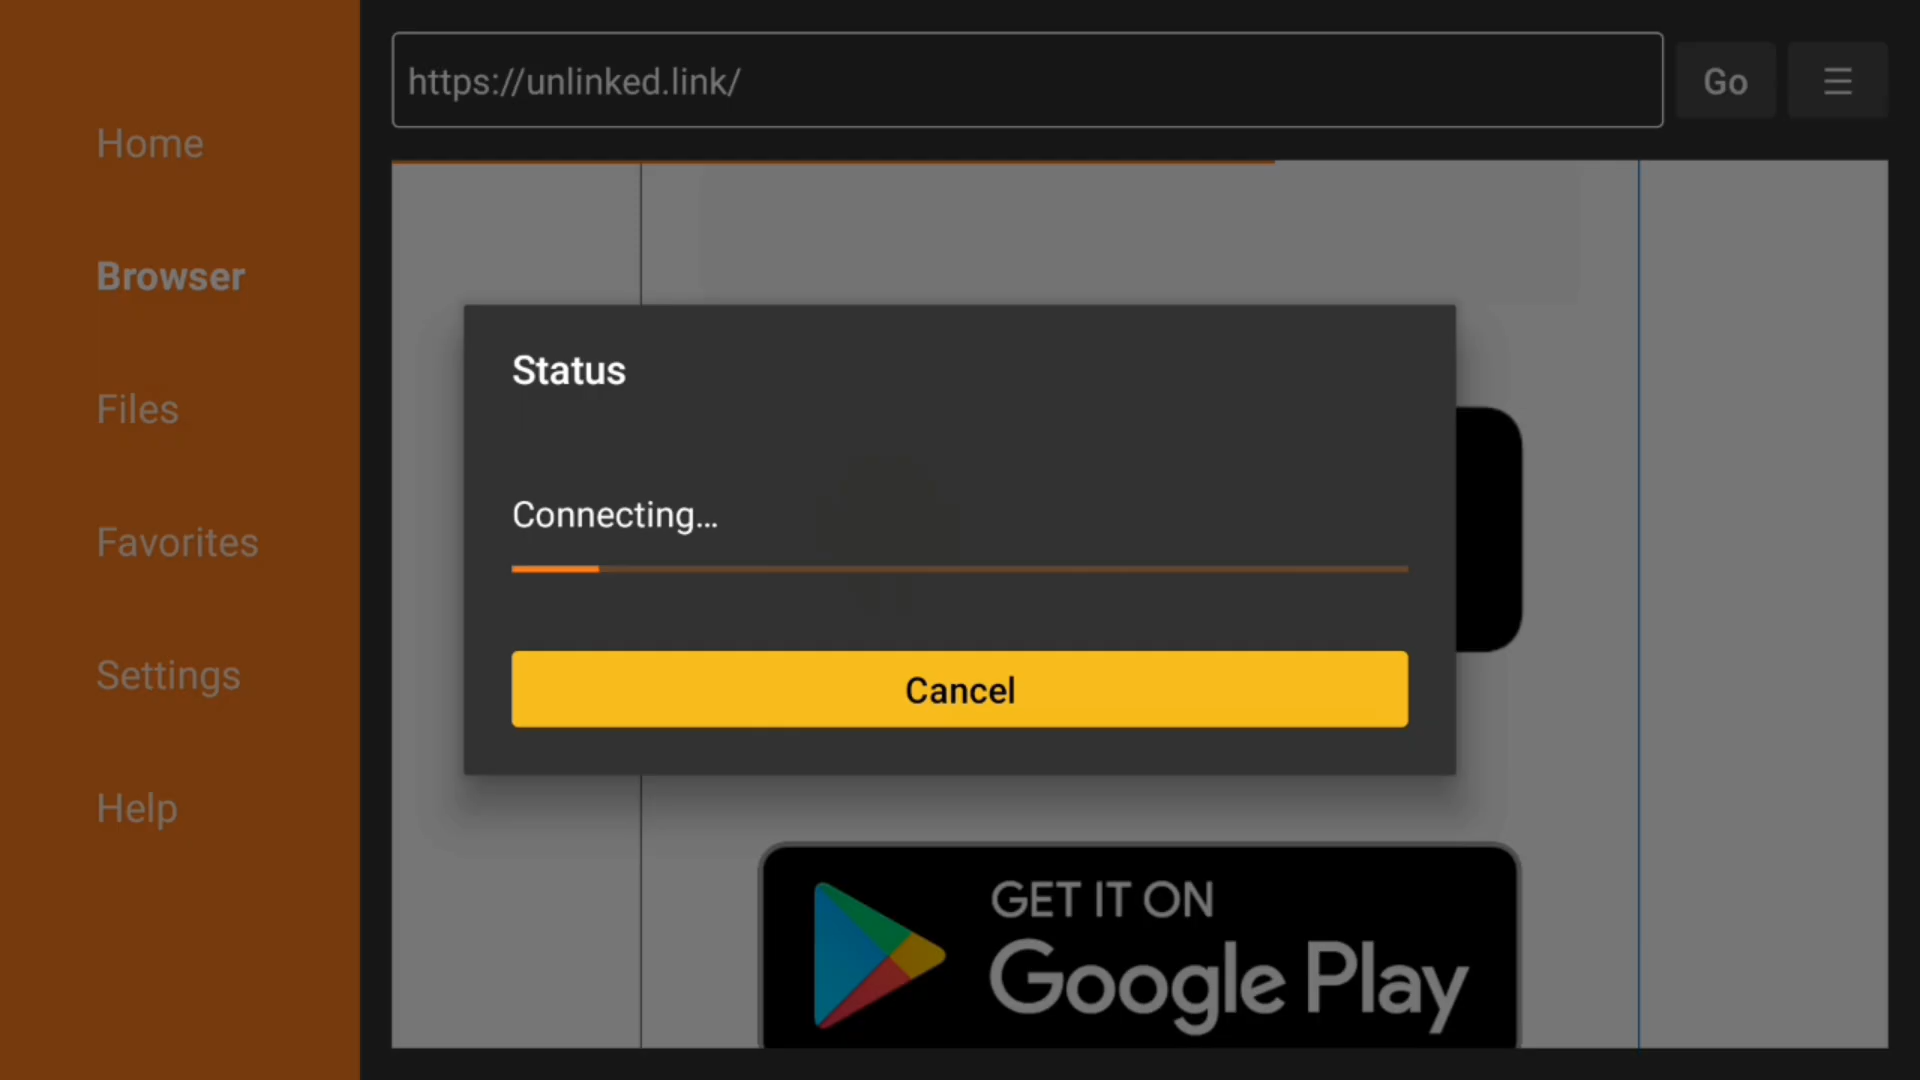 https://unlinked.link/
Go
Home
Browser
Files
Favorites
Settings
Help
Status
Connecting...
Cancel
GET IT ON
Google Play